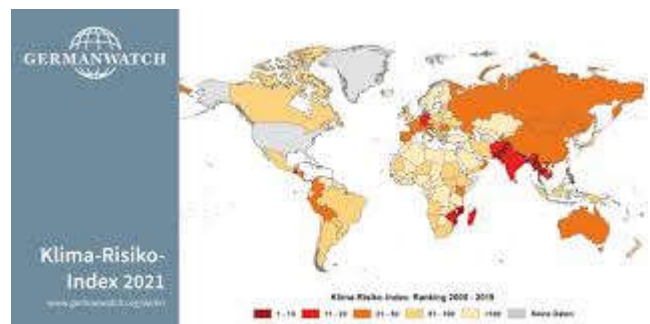 GERMANWATCH
Klima-Risiko-
Index 2021
www.germanwatch.org/de/kri
Klima-Risiko-Index: Ranking 2000 - 2019
1 - 10 11 - 20 21 - 50 51 - 100 >100 Keine Daten